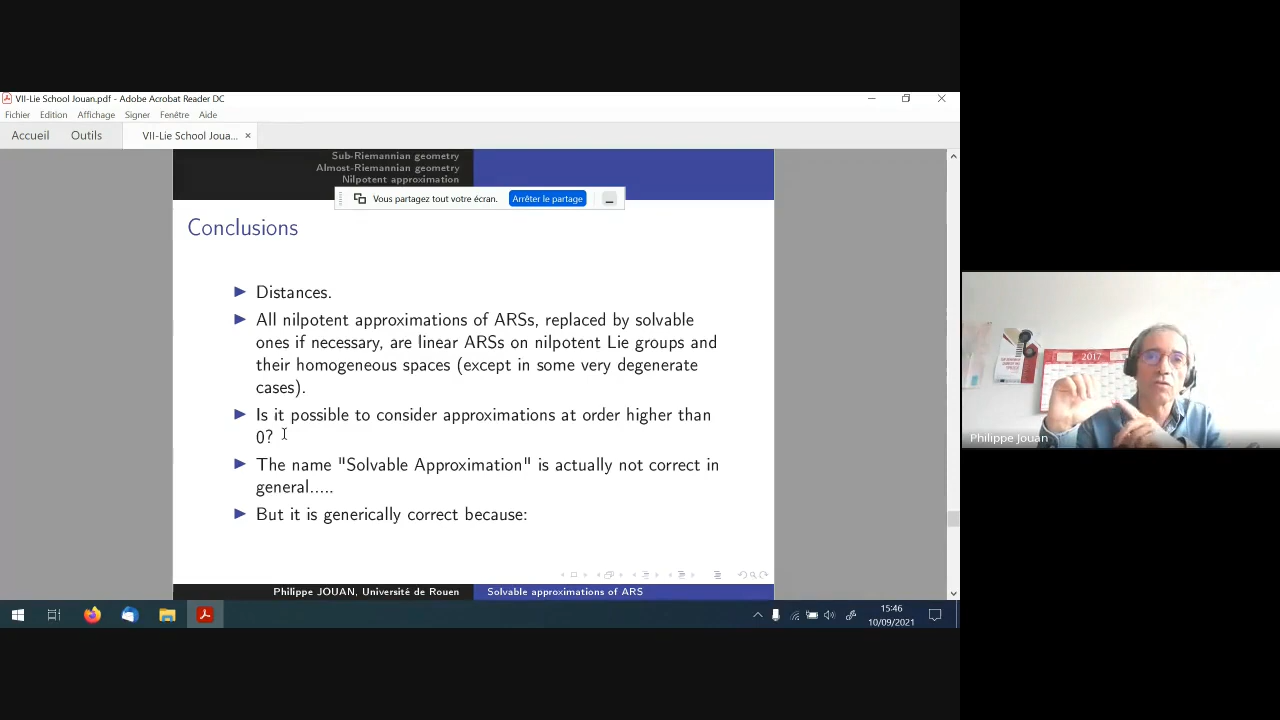 VII-Lie School Jouan.pdf - Adobe Acrobat Reader DC
Fichier Edition Affichage Signer Fenêtre Aide
Accueil Outils VII-Lie School Joua... ×
Sub-Riemannian geometry
Almost-Riemannian geometry
Nilpotent approximation
Vous partagez tout votre écran. Arrêter le partage
Conclusions
Distances.
All nilpotent approximations of ARSs, replaced by solvable
ones if necessary, are linear ARSs on nilpotent Lie groups and
their homogeneous spaces (except in some very degenerate
cases).
Is it possible to consider approximations at order higher than
0?
The name "Solvable Approximation" is actually not correct in
general.....
But it is generically correct because:
Philippe JOUAN, Université de Rouen Solvable approximations of ARS
15:46
10/09/2021
2017
Philippe Jouan